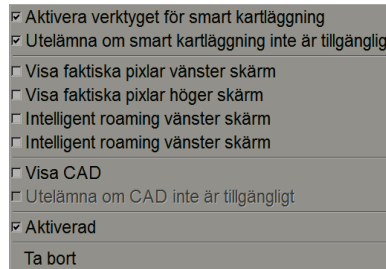 Aktivera verktyget för smart kartläggning
Utelämna om smart kartläggning inte är tillgänglig
Visa faktiska pixlar vänster skärm
Visa faktiska pixlar höger skärm
Intelligent roaming vänster skärm
Intelligent roaming vänster skärm
Visa CAD
Utelämna om CAD inte är tillgängligt
Aktiverad
Ta bort